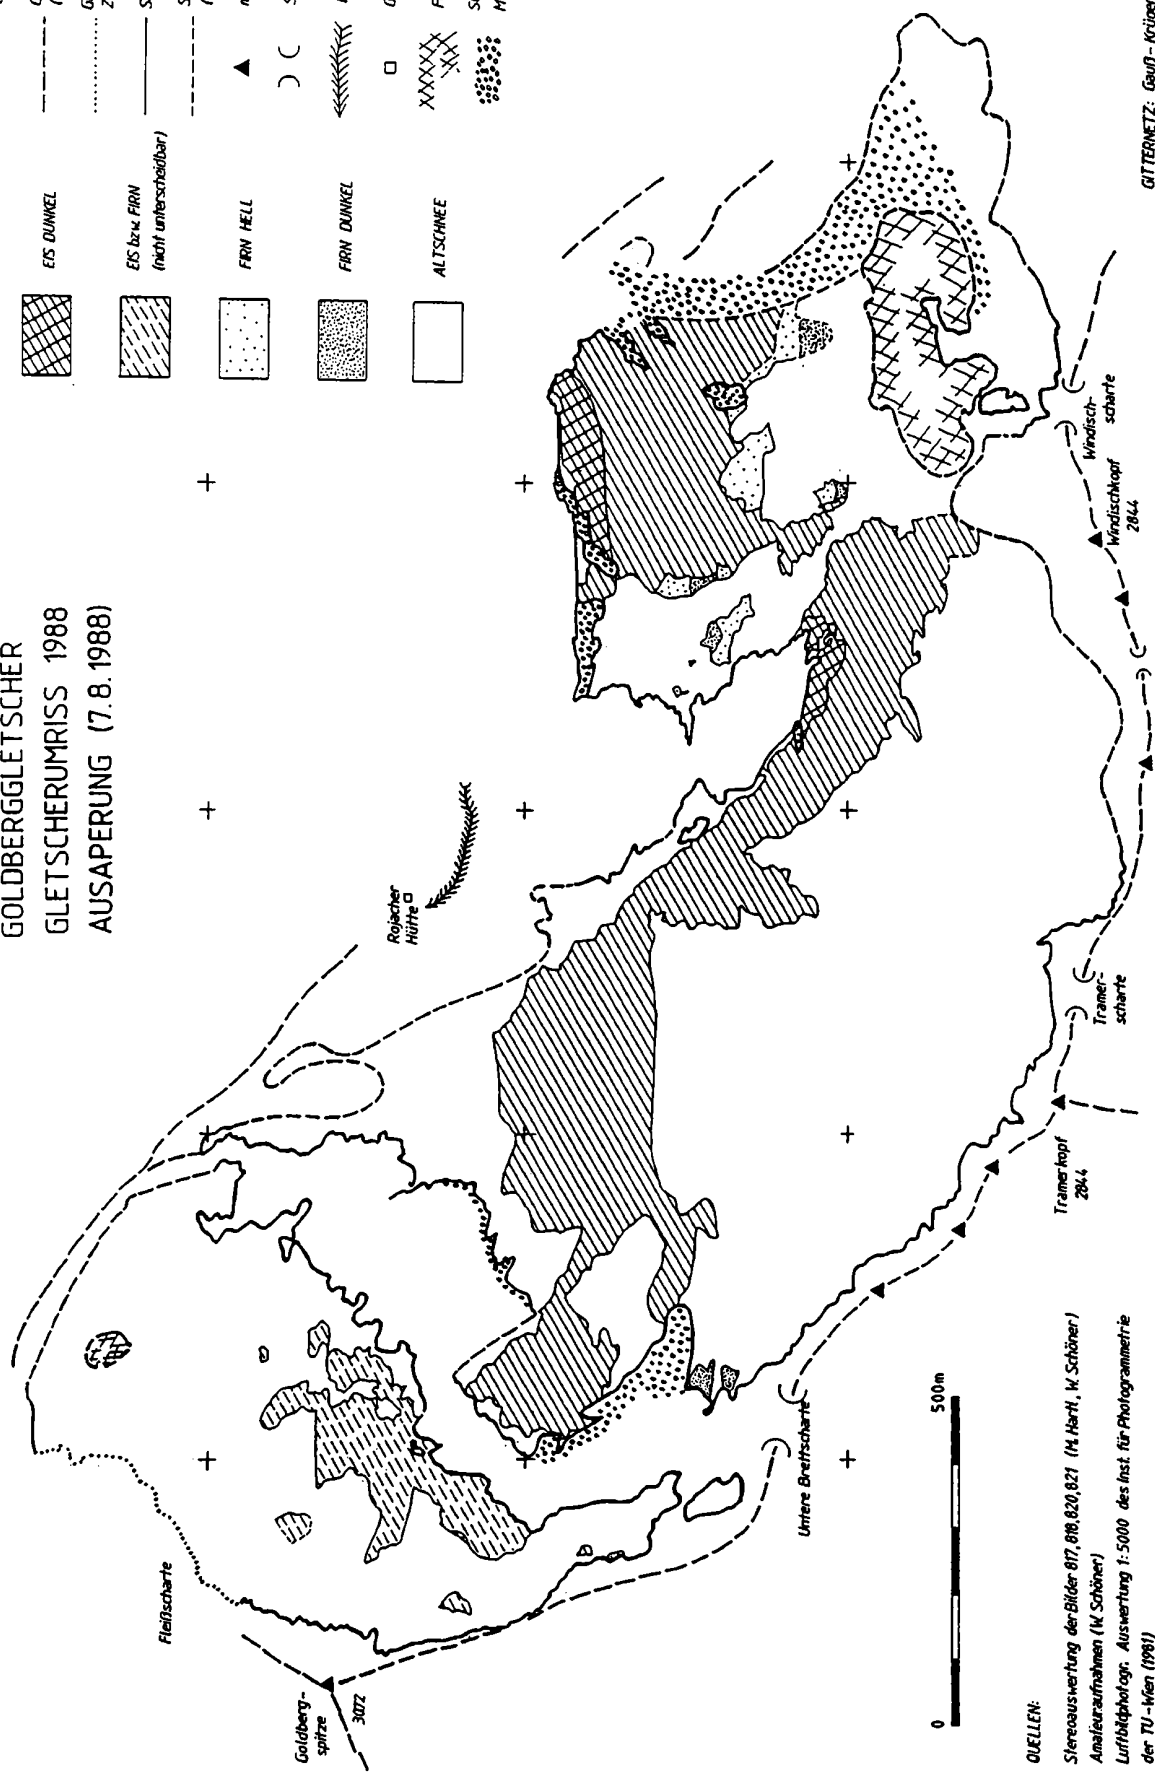 GOLDBERGGLETSCHER
GLETSCHERUMRISS 1988
AUSAPERUNG (7.8.1988)
EIS DUNKEL
EIS bzw. FIRN
(nicht unterscheidbar)
FIRN HELL
FIRN DUNKEL
ALTSCHNEE
Rojacher
Hütte
Fleißscharte
Goldberg-
spitze
3072
Untere Brettscharte
Tramerkopf
2844
Tramer-
scharte
Windischkopf
2844
Windisch-
scharte
0
500m
QUELLEN:
Stereoauswertung der Bilder 817, 818, 820, 821 (M. Hartl, W. Schöner)
Amateuraufnahmen (W. Schöner)
Luftbildphotogr. Auswertung 1:5000 des Inst. für Photogrammetrie
der TU-Wien (1981)
GITTERNETZ: Gauß-Krüger